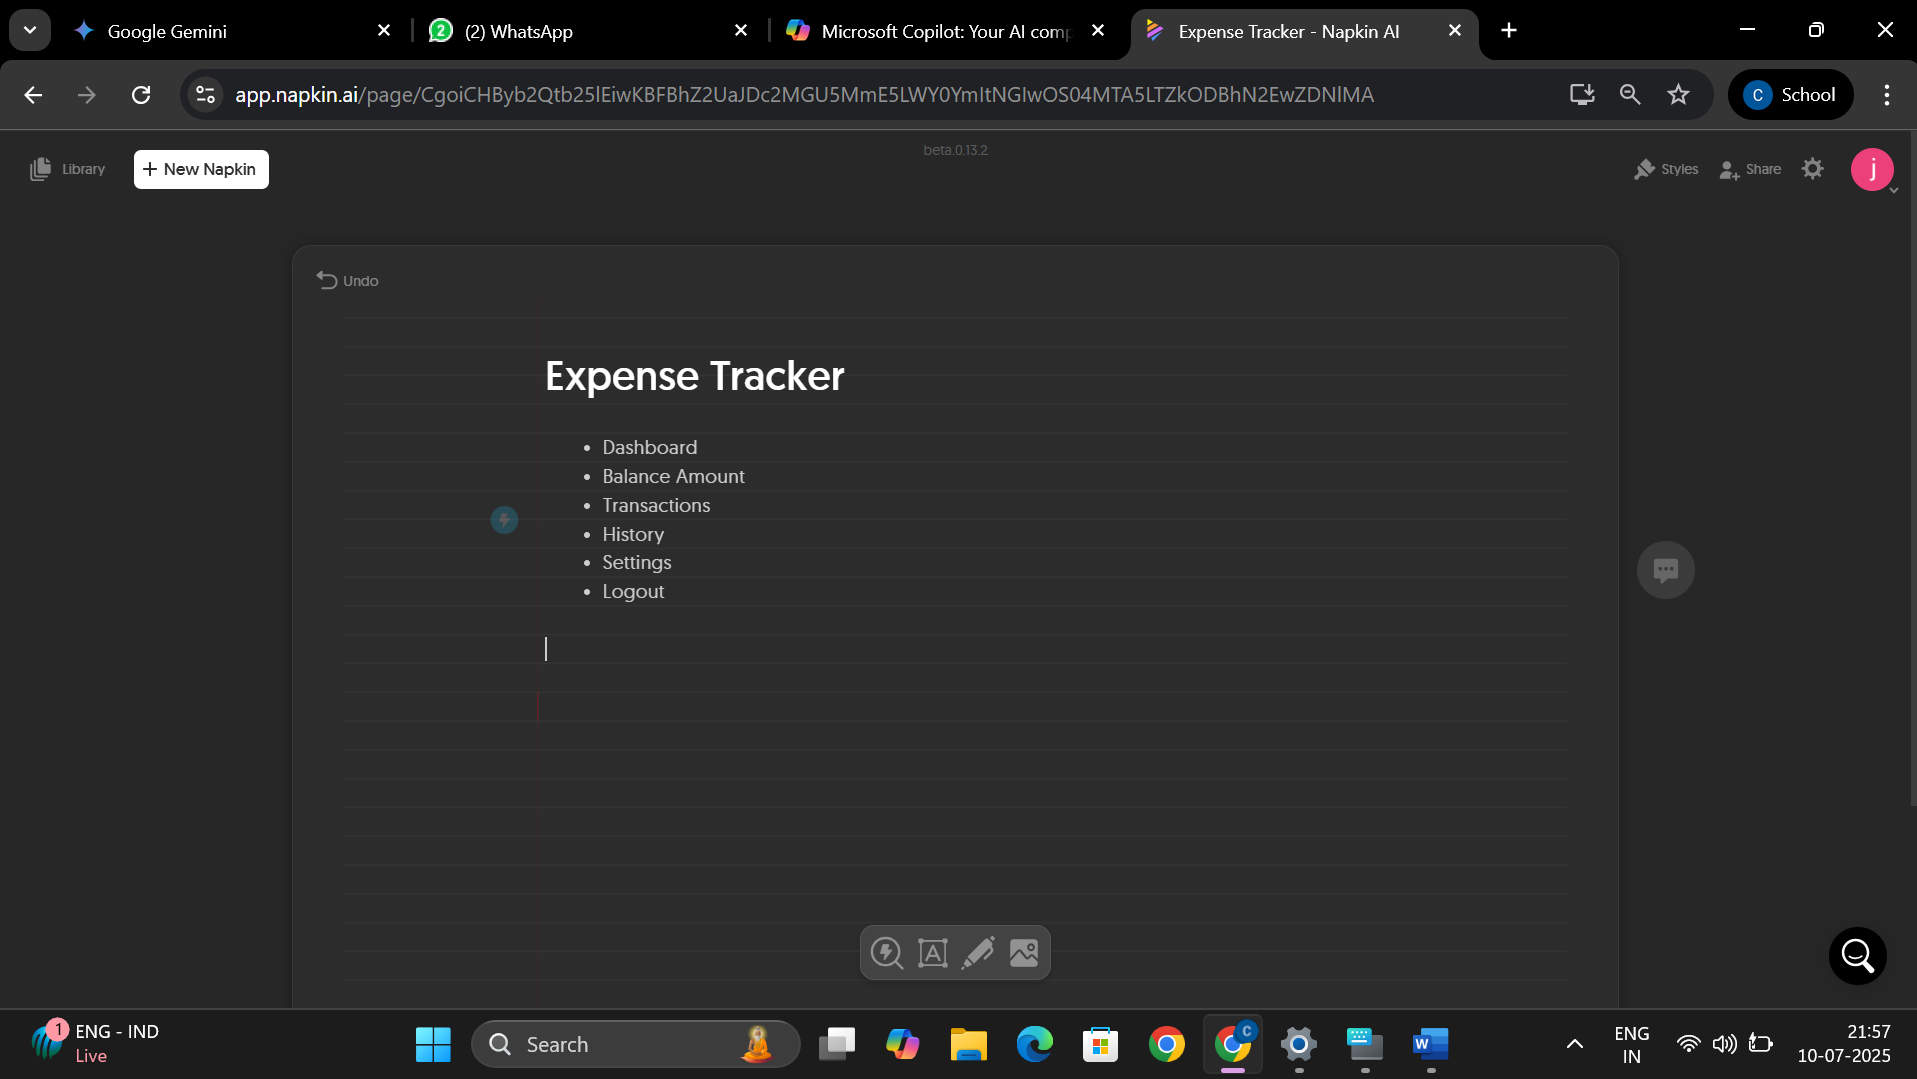 Google Gemini
2
(2) WhatsApp
Microsoft Copilot: Your AI comp
Expense Tracker - Napkin AI
app.napkin.ai/page/CgoiCHByb2Qtb25lEiwKBFBhZ2UaJDc2MGU5MmE5LWY0YmItNGIwOS04MTA5LTZkODBhN2EwZDNlMA
C School
beta.0.13.2
Library
+ New Napkin
Styles
Share
j
Undo
Expense Tracker
• Dashboard
• Balance Amount
• Transactions
• History
• Settings
• Logout
A
1
ENG - IND
Live
Search
C
W
ENG
IN
21:57
10-07-2025